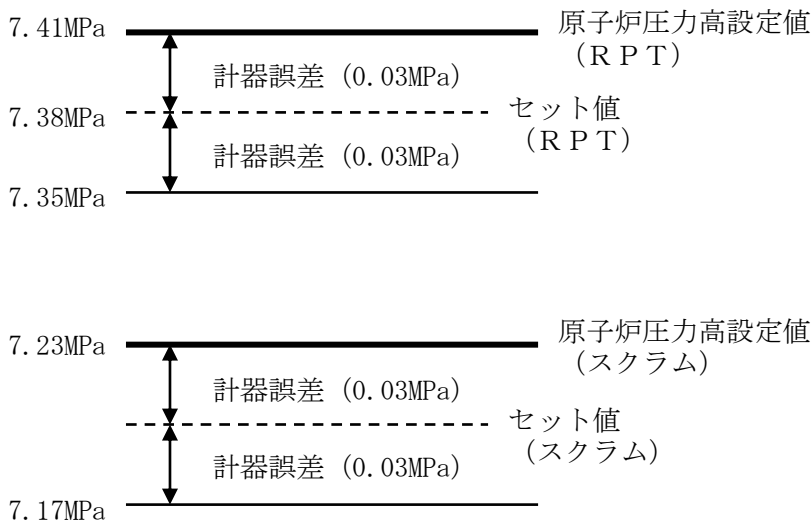 7.41MPa
原子炉圧力高設定値
（ＲＰＴ）
計器誤差 (0.03MPa)
7.38MPa
セット値
（ＲＰＴ）
計器誤差 (0.03MPa)
7.35MPa
7.23MPa
原子炉圧力高設定値
（スクラム）
計器誤差 (0.03MPa)
セット値
（スクラム）
計器誤差 (0.03MPa)
7.17MPa